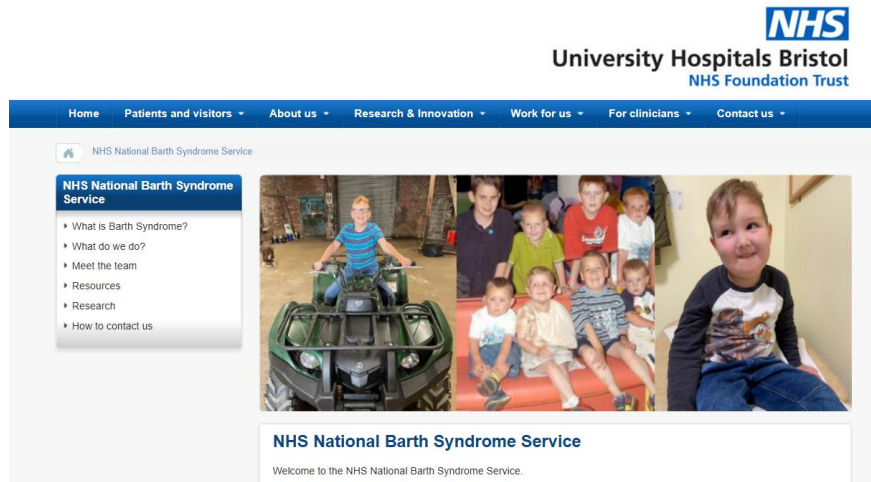 NHS
University Hospitals Bristol
NHS Foundation Trust
Home Patients and visitors About us Research & Innovation Work for us For clinicians Contact us
NHS National Barth Syndrome Service
NHS National Barth Syndrome
Service
What is Barth Syndrome?
What do we do?
Meet the team
Resources
Research
How to contact us
NHS National Barth Syndrome Service
Welcome to the NHS National Barth Syndrome Service.